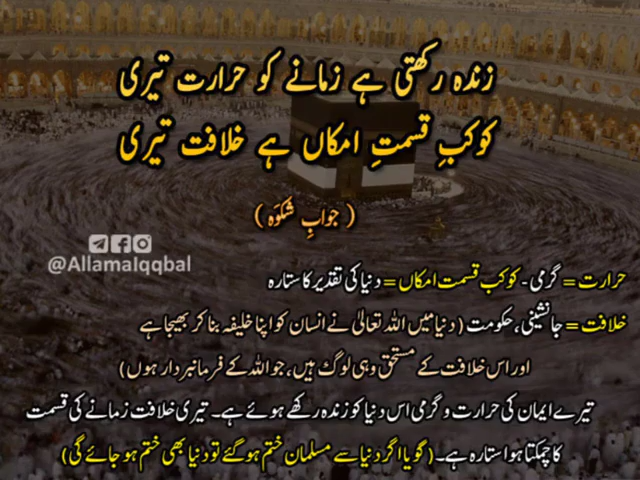 زندہ رکھتی ہے زمانے کو حرارت تیری
کوکبِ قسمتِ امکاں ہے خلافت تیری
( جوابِ شکوَہ )
@AllamaIqqbal
حرارت = گرمی - کوکب قسمت امکاں = دنیا کی تقدیر کا ستارہ
خلافت = جانشینی، حکومت ( دنیا میں اللہ تعالیٰ نے انسان کو اپنا خلیفہ بنا کر بھیجا ہے
اور اس خلافت کے مستحق وہی لوگ ہیں، جو اللہ کے فرمانبردار ہوں)
تیرے ایمان کی حرارت و گرمی اس دنیا کو زندہ رکھے ہوئے ہے۔ تیری خلافت زمانے کی قسمت
کا چمکتا ہوا ستارہ ہے۔ ( گویا اگر دنیا سے مسلمان ختم ہو گئے تو دنیا بھی ختم ہو جائے گی)